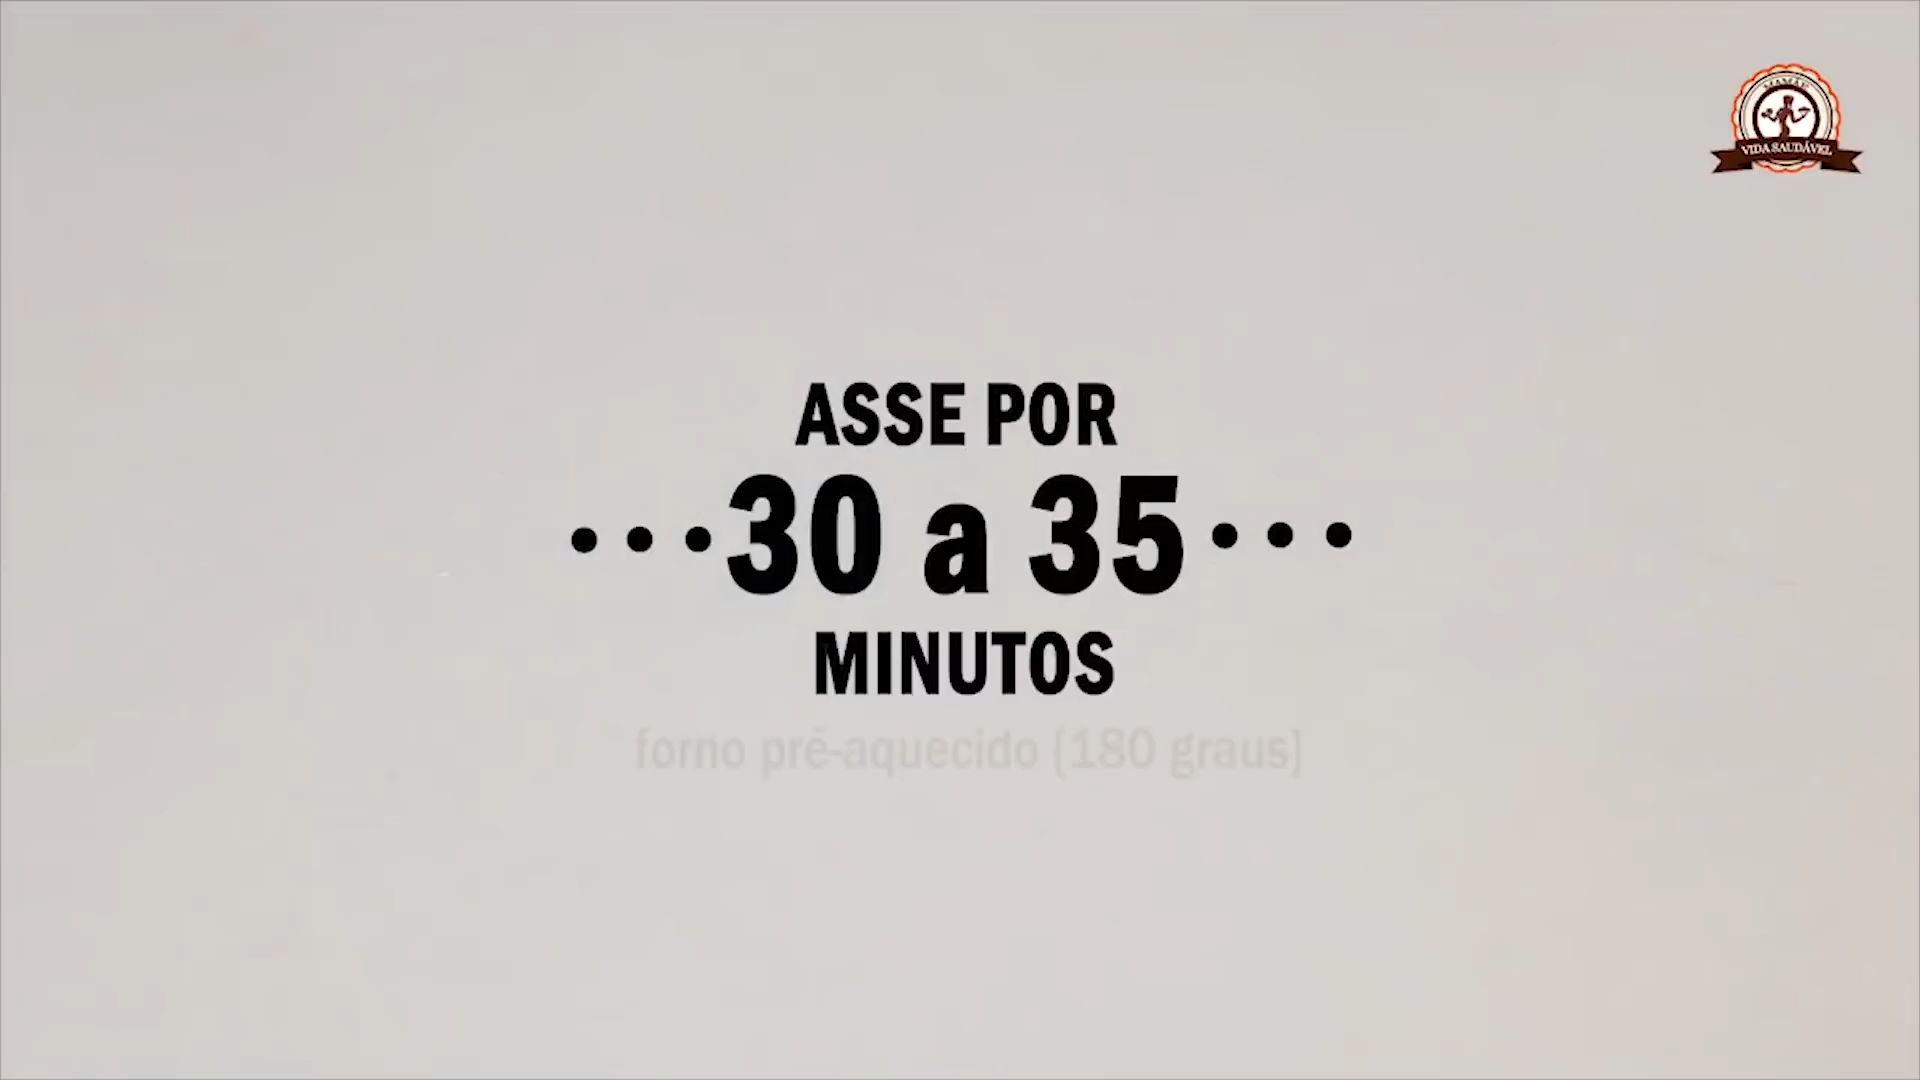 VIDA SAUDÁVEL
ASSE POR
•••30 a 35•••
MINUTOS
forno pré-aquecido (180 graus)